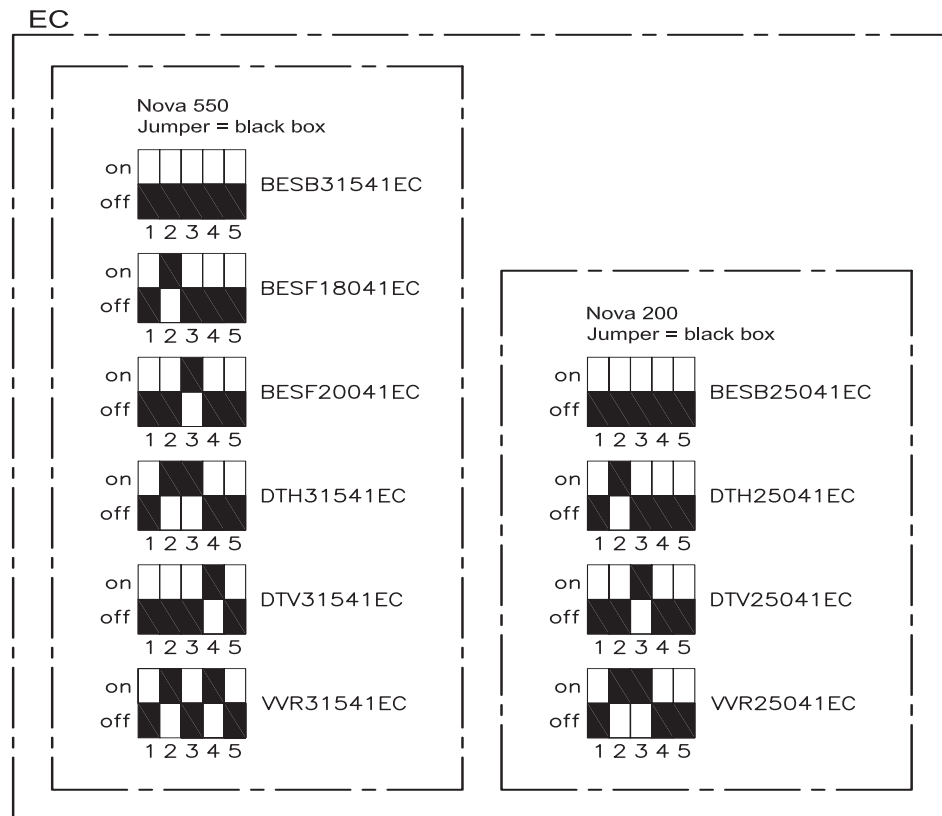 EC
Nova 550
Jumper = black box
on
off
BESB31541EC
1 2 3 4 5
on
off
BESF18041EC
1 2 3 4 5
on
off
BESF20041EC
1 2 3 4 5
on
off
DTH31541EC
1 2 3 4 5
on
off
DTV31541EC
1 2 3 4 5
on
off
VVR31541EC
1 2 3 4 5
Nova 200
Jumper = black box
on
off
BESB25041EC
1 2 3 4 5
on
off
DTH25041EC
1 2 3 4 5
on
off
DTV25041EC
1 2 3 4 5
on
off
VVR25041EC
1 2 3 4 5